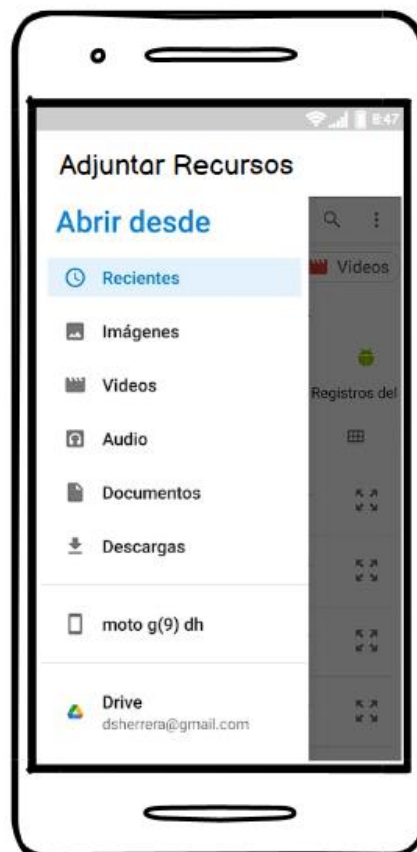 8:47
Adjuntar Recursos
Abrir desde
Recientes
Videos
Imágenes
Videos
Registros del
Audio
Documentos
Descargas
moto g(9) dh
Drive
dsherrera@gmail.com